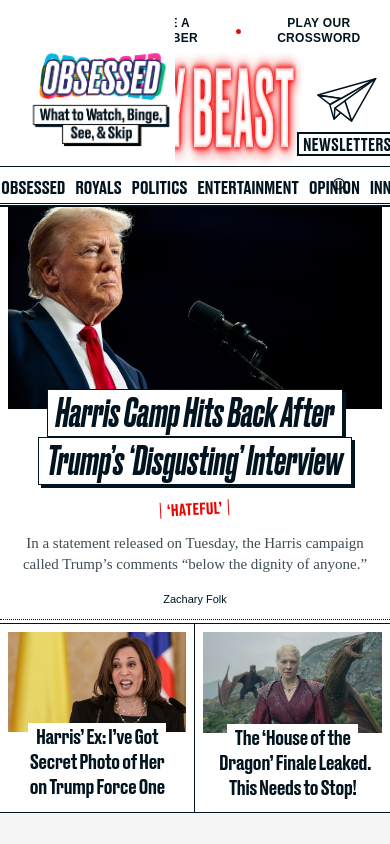 E A
BER
PLAY OUR
CROSSWORD
OBSESSED
What to Watch, Binge,
See, & Skip
Y BEAST
NEWSLETTERS
OBSESSED ROYALS POLITICS ENTERTAINMENT OPINION INN
Harris Camp Hits Back After
Trump’s ‘Disgusting’ Interview
‘HATEFUL’
In a statement released on Tuesday, the Harris campaign
called Trump’s comments “below the dignity of anyone.”
Zachary Folk
Harris’ Ex: I’ve Got
Secret Photo of Her
on Trump Force One
The ‘House of the
Dragon’ Finale Leaked.
This Needs to Stop!